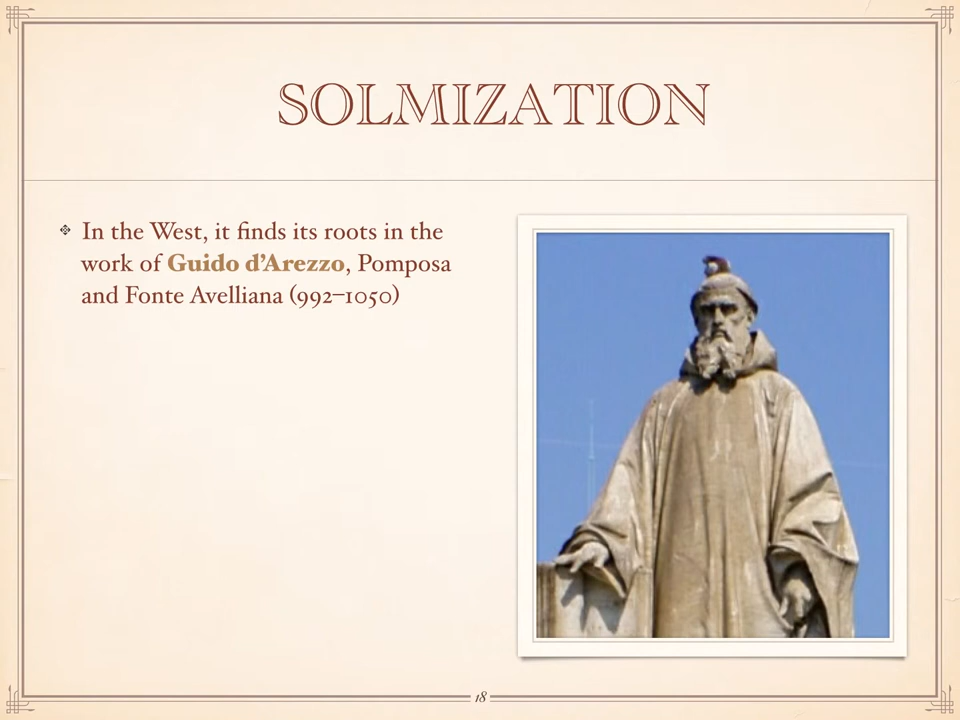 SOLMIZATION
In the West, it finds its roots in the
work of Guido d’Arezzo, Pomposa
and Fonte Avelliana (992–1050)
18